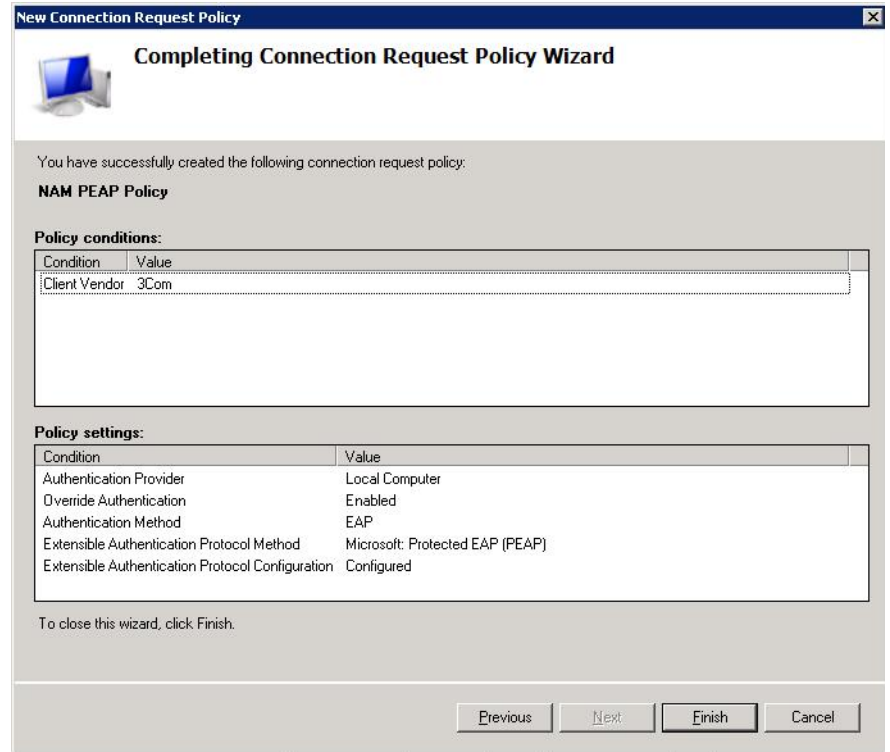 New Connection Request Policy
Completing Connection Request Policy Wizard
You have successfully created the following connection request policy:
NAM PEAP Policy
Policy conditions:
Condition Value
Client Vendor 3Com
Policy settings:
Condition Value
Authentication Provider Local Computer
Override Authentication Enabled
Authentication Method EAP
Extensible Authentication Protocol Method Microsoft: Protected EAP (PEAP)
Extensible Authentication Protocol Configuration Configured
To close this wizard, click Finish.
Previous Next Finish Cancel